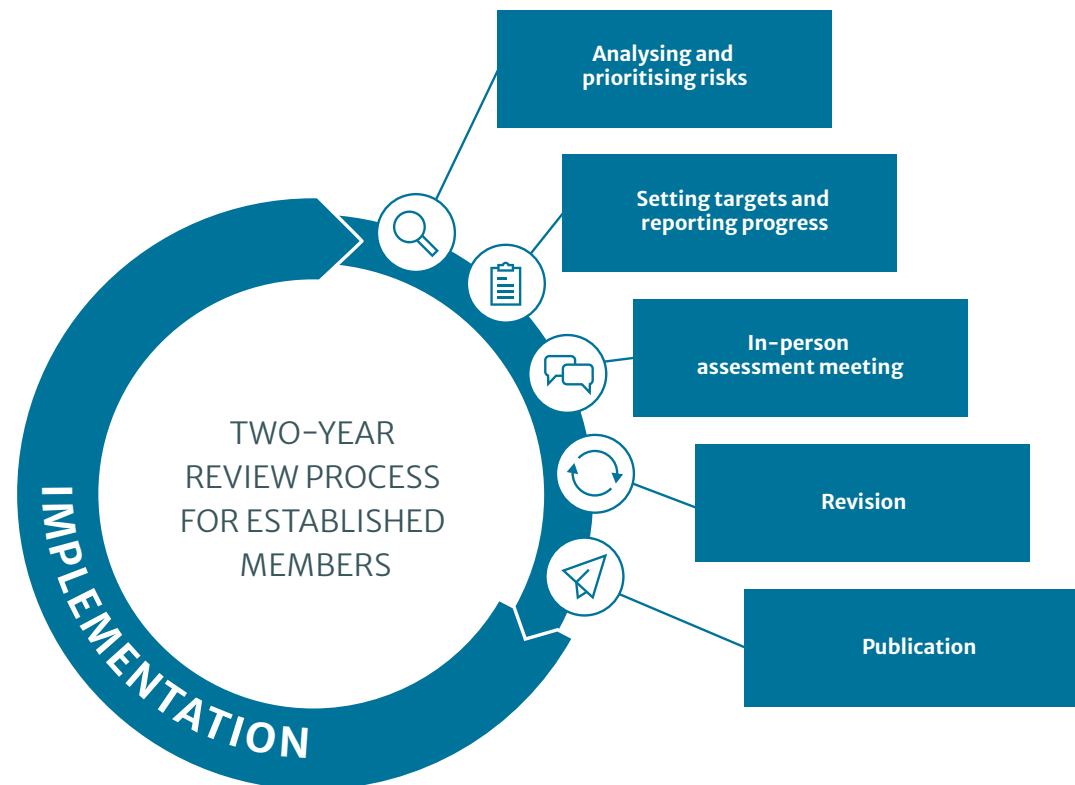 Analysing and
prioritising risks
Setting targets and
reporting progress
In-person
assessment meeting
Revision
Publication
TWO-YEAR
REVIEW PROCESS
FOR ESTABLISHED
MEMBERS
IMPLEMENTATION